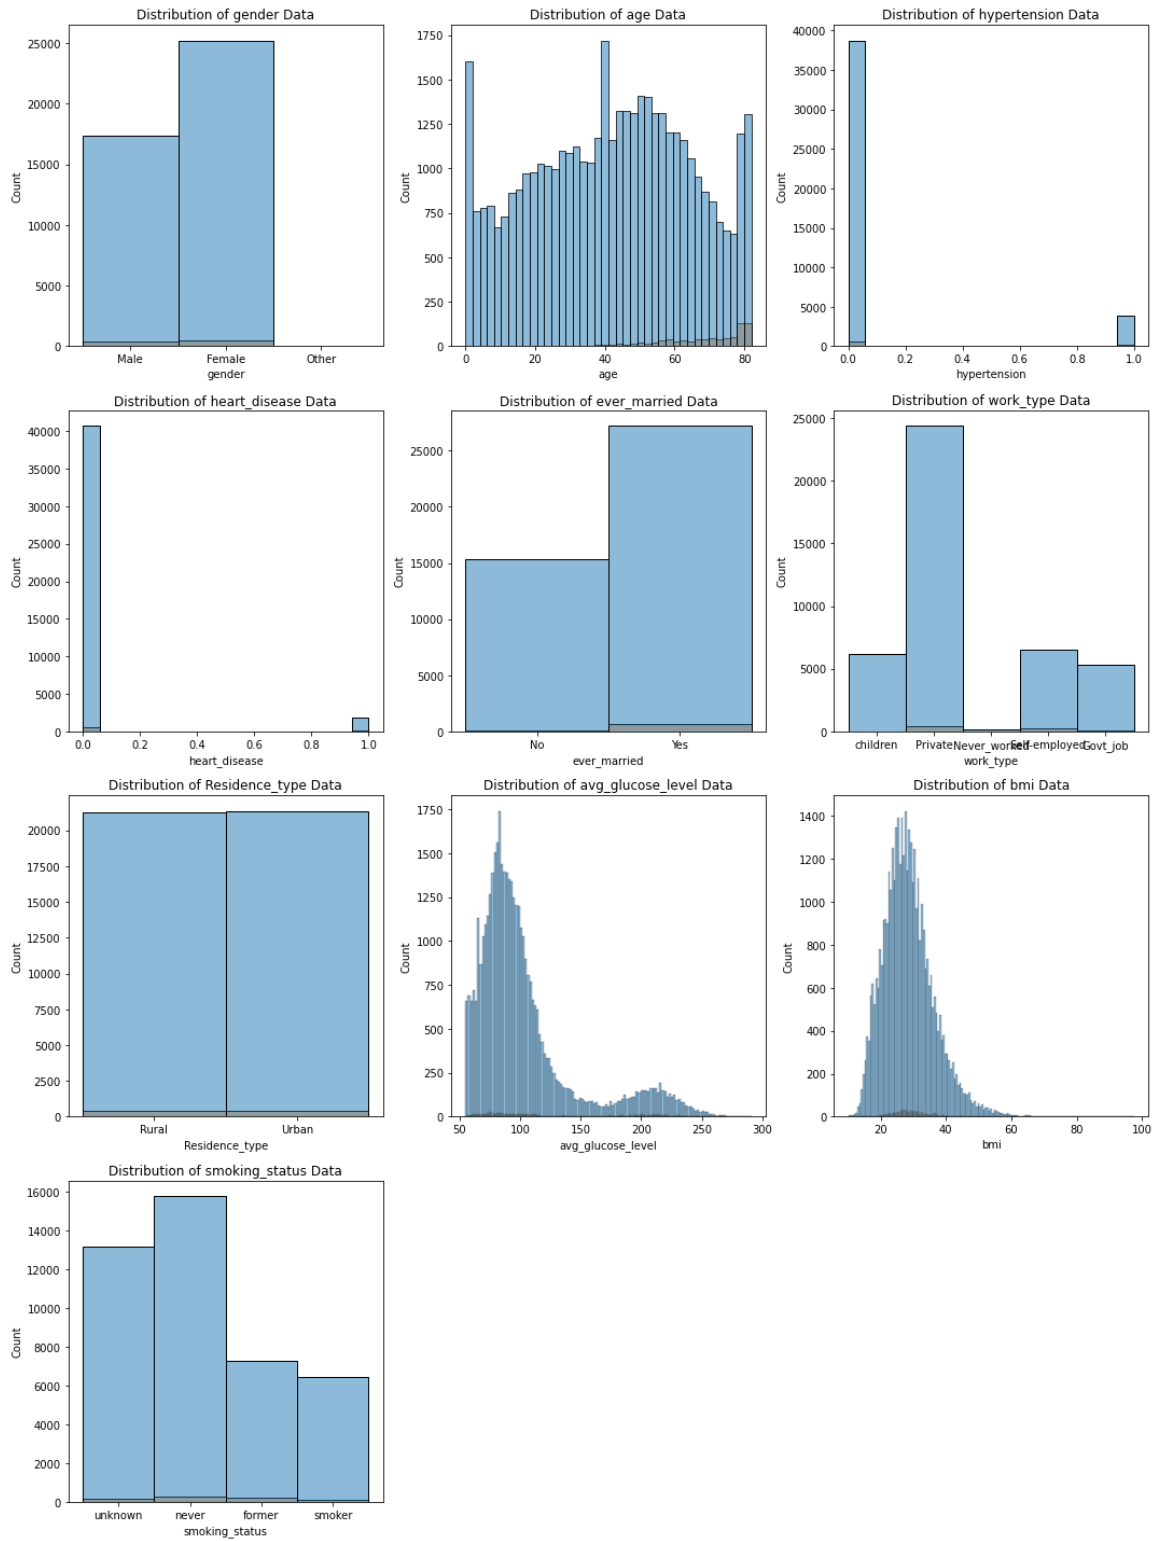 Distribution of gender Data
Count
25000
20000
15000
10000
5000
0
Male Female Other
gender
Distribution of age Data
Count
1750
1500
1250
1000
750
500
250
0
0 20 40 60 80
age
Distribution of hypertension Data
Count
40000
35000
30000
25000
20000
15000
10000
5000
0
0.0 0.2 0.4 0.6 0.8 1.0
hypertension
Distribution of heart_disease Data
Count
40000
35000
30000
25000
20000
15000
10000
5000
0
0.0 0.2 0.4 0.6 0.8 1.0
heart_disease
Distribution of ever_married Data
Count
25000
20000
15000
10000
5000
0
No Yes
ever_married
Distribution of work_type Data
Count
25000
20000
15000
10000
5000
0
children Private Never_worked Self-employed Govt_job
work_type
Distribution of Residence_type Data
Count
20000
17500
15000
12500
10000
7500
5000
2500
0
Rural Urban
Residence_type
Distribution of avg_glucose_level Data
Count
1750
1500
1250
1000
750
500
250
0
50 100 150 200 250 300
avg_glucose_level
Distribution of bmi Data
Count
1400
1200
1000
800
600
400
200
0
20 40 60 80 100
bmi
Distribution of smoking_status Data
Count
16000
14000
12000
10000
8000
6000
4000
2000
0
unknown never former smoker
smoking_status